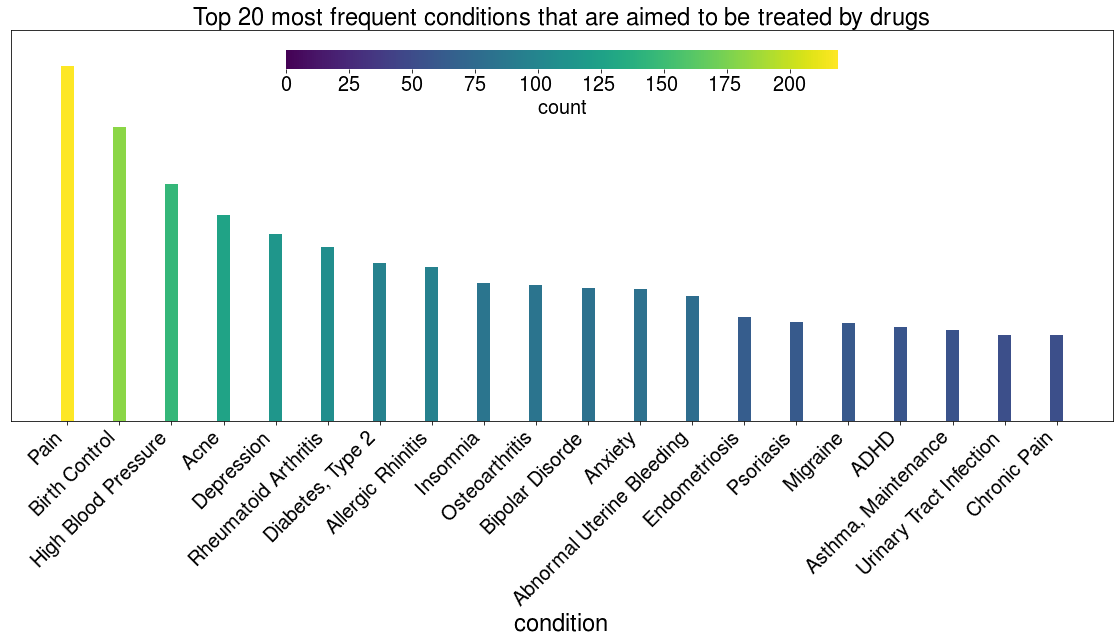 Top 20 most frequent conditions that are aimed to be treated by drugs
0 25 50 75 100 125 150 175 200
count
Pain
Birth Control
High Blood Pressure
Acne
Depression
Rheumatoid Arthritis
Diabetes, Type 2
Allergic Rhinitis
Insomnia
Osteoarthritis
Bipolar Disorde
Anxiety
Abnormal Uterine Bleeding
Endometriosis
Psoriasis
Migraine
ADHD
Asthma, Maintenance
Urinary Tract Infection
Chronic Pain
condition